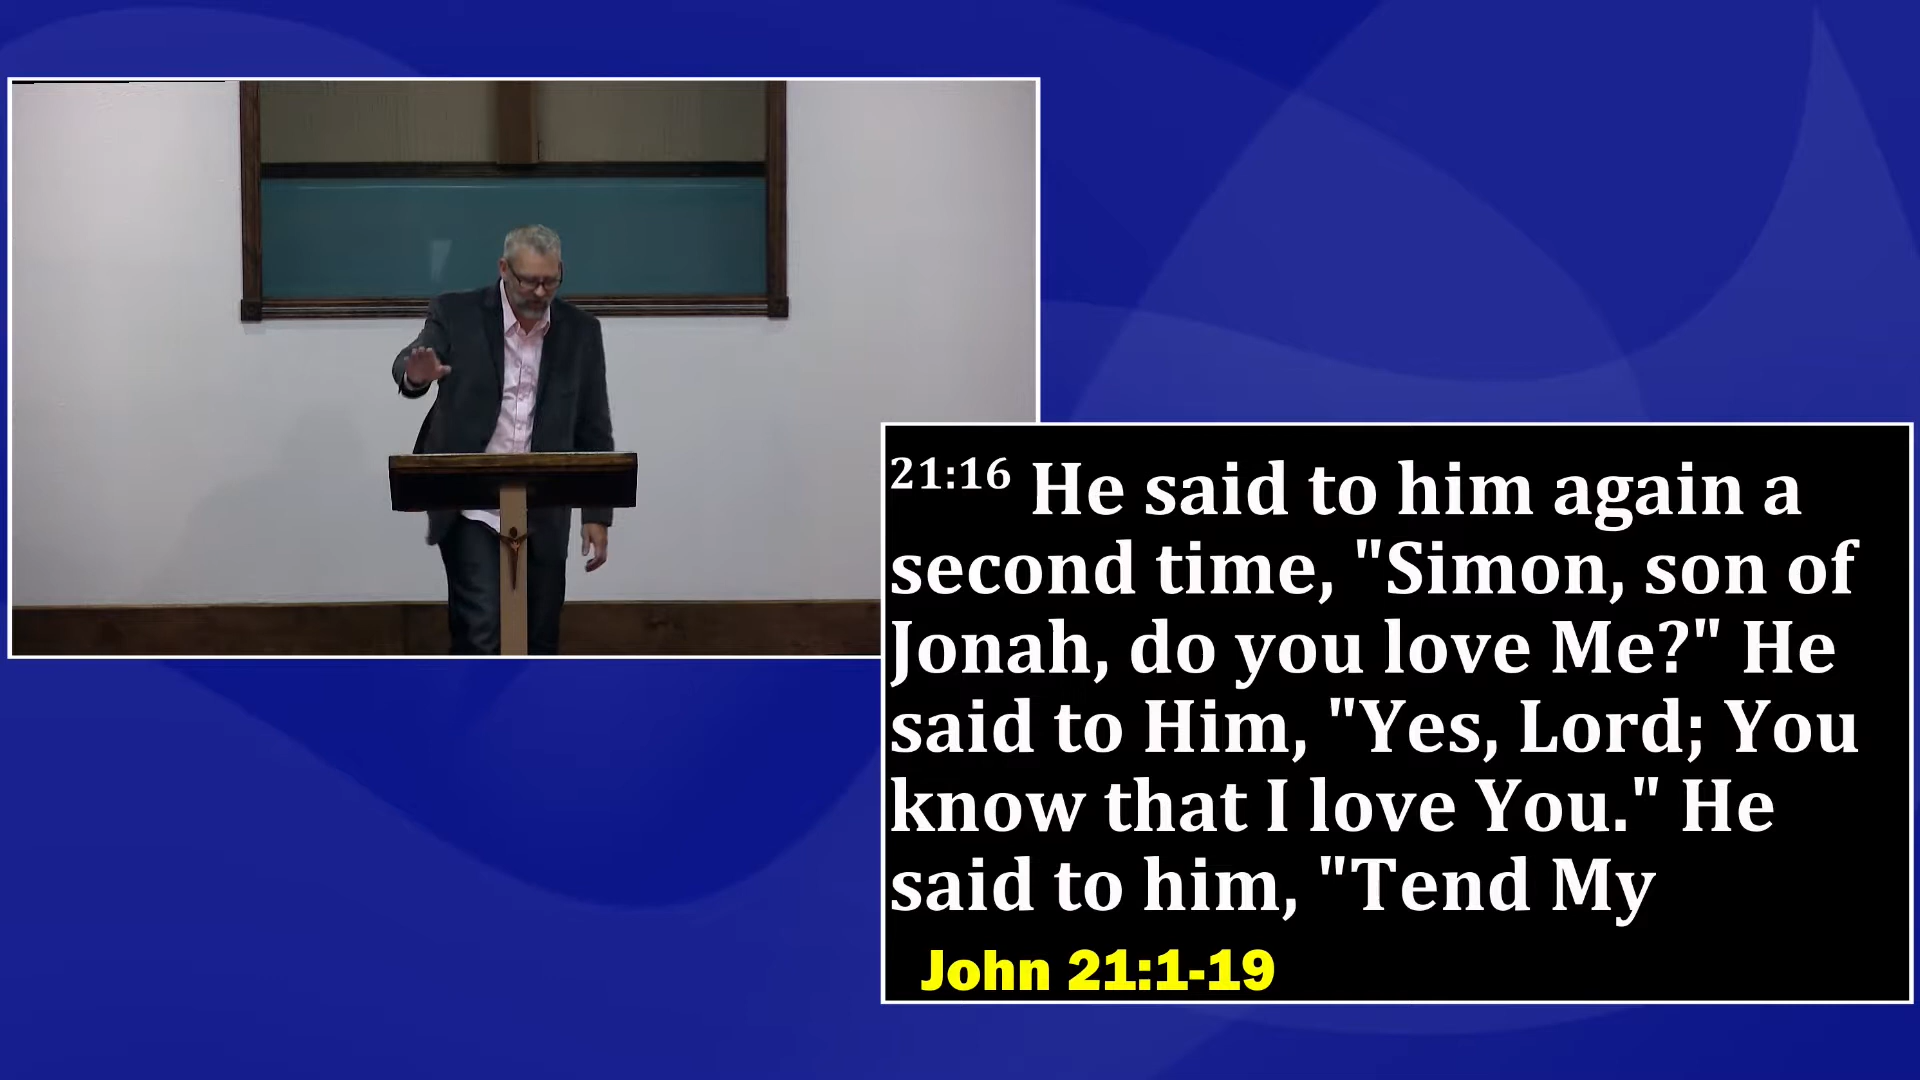 21:16 He said to him again a
second time, "Simon, son of
Jonah, do you love Me?" He
said to Him, "Yes, Lord; You
know that I love You." He
said to him, "Tend My
John 21:1-19